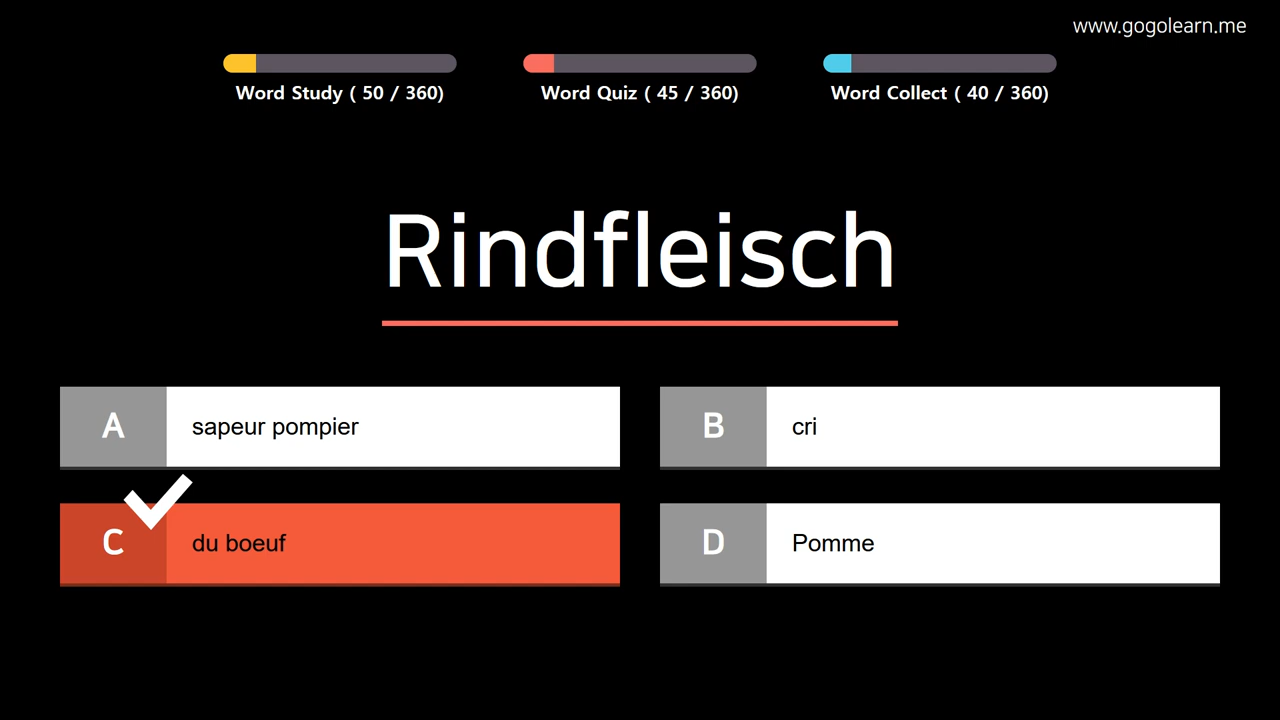 www.gogolearn.me
Word Study ( 50 / 360)
Word Quiz ( 45 / 360)
Word Collect ( 40 / 360)
Rindfleisch
A sapeur pompier
B cri
C du boeuf
D Pomme